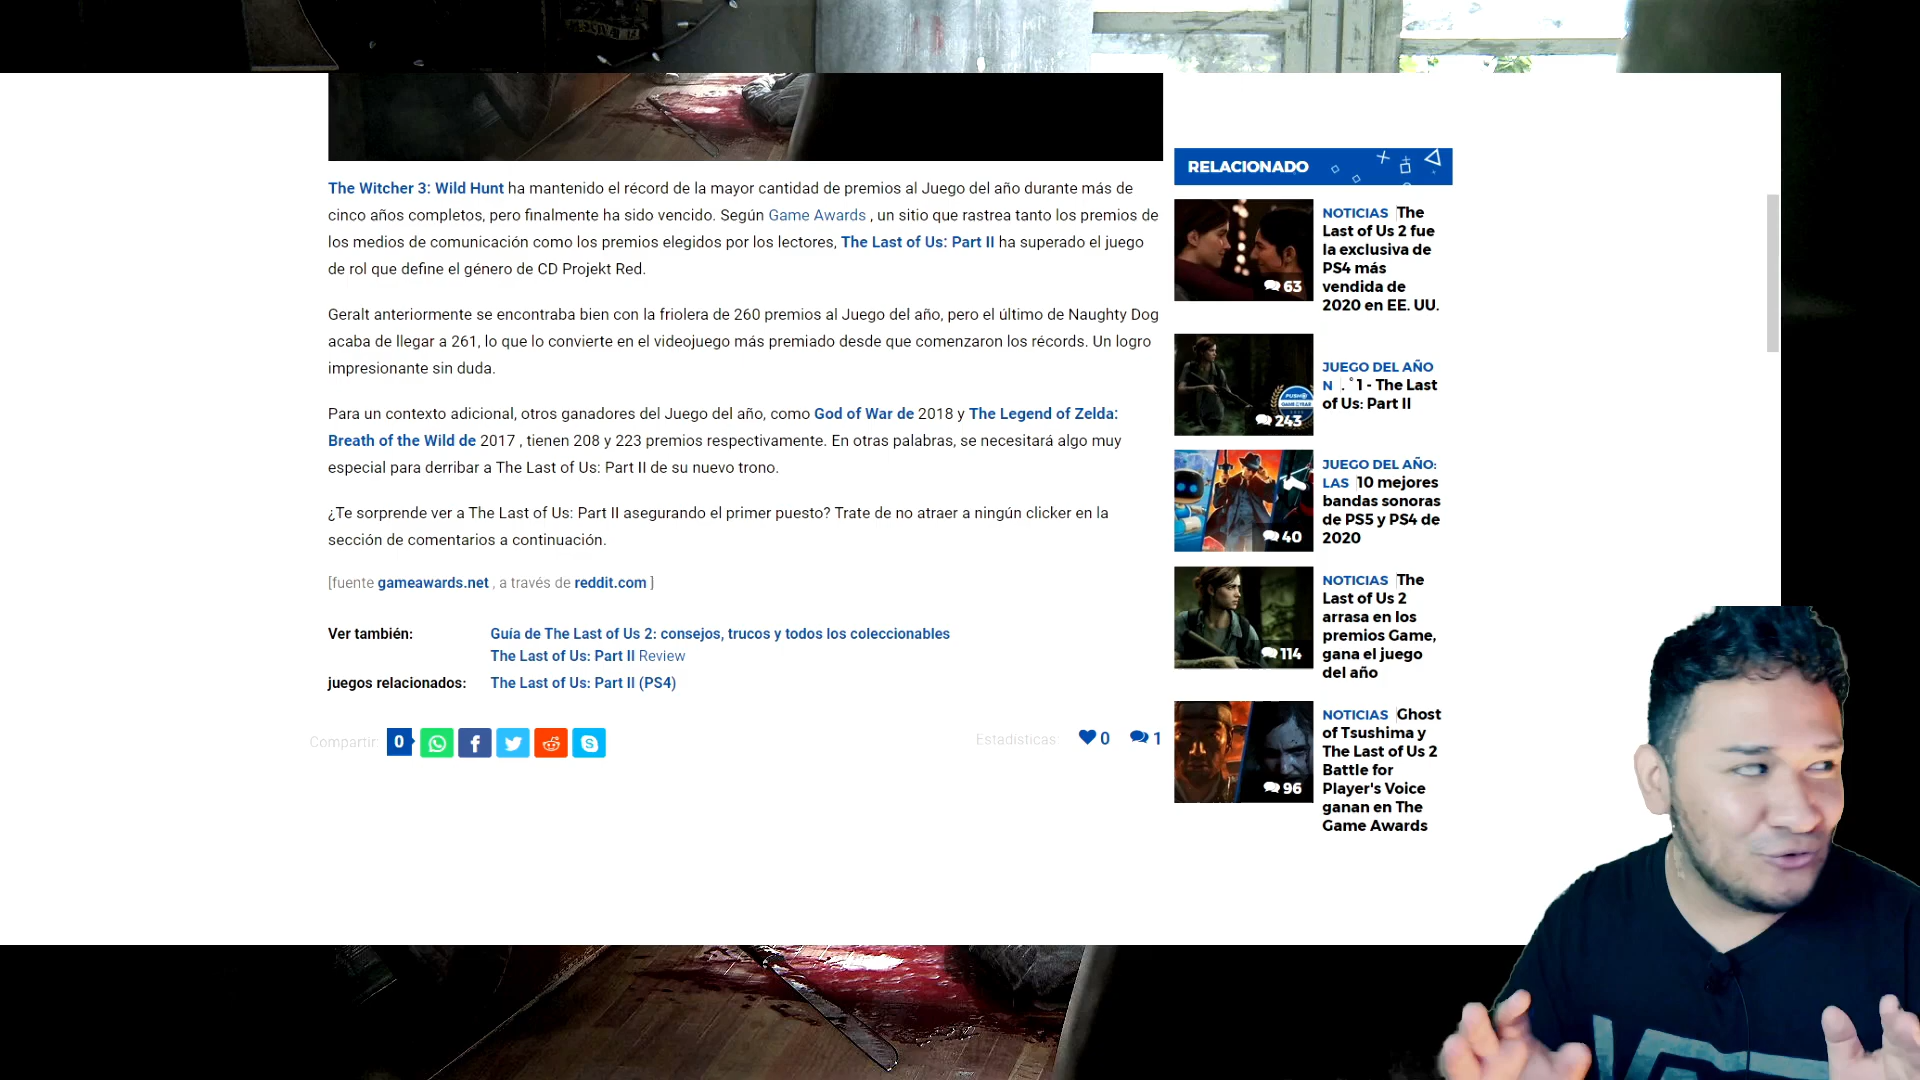 The Witcher 3: Wild Hunt ha mantenido el récord de la mayor cantidad de premios al Juego del año durante más de
cinco años completos, pero finalmente ha sido vencido. Según Game Awards , un sitio que rastrea tanto los premios de
los medios de comunicación como los premios elegidos por los lectores, The Last of Us: Part II ha superado el juego
de rol que define el género de CD Projekt Red.
Geralt anteriormente se encontraba bien con la friolera de 260 premios al Juego del año, pero el último de Naughty Dog
acaba de llegar a 261, lo que lo convierte en el videojuego más premiado desde que comenzaron los récords. Un logro
impresionante sin duda.
Para un contexto adicional, otros ganadores del Juego del año, como God of War de 2018 y The Legend of Zelda:
Breath of the Wild de 2017 , tienen 208 y 223 premios respectivamente. En otras palabras, se necesitará algo muy
especial para derribar a The Last of Us: Part II de su nuevo trono.
¿Te sorprende ver a The Last of Us: Part II asegurando el primer puesto? Trate de no atraer a ningún clicker en la
sección de comentarios a continuación.
[fuente gameawards.net , a través de reddit.com ]
Ver también:
Guía de The Last of Us 2: consejos, trucos y todos los coleccionables
The Last of Us: Part II Review
juegos relacionados:
The Last of Us: Part II (PS4)
Compartir:
0
Estadísticas:
0
1
RELACIONADO
63
NOTICIAS The
Last of Us 2 fue
la exclusiva de
PS4 más
vendida de
2020 en EE. UU.
243
JUEGO DEL AÑO
N . °1 - The Last
of Us: Part II
40
JUEGO DEL AÑO:
LAS 10 mejores
bandas sonoras
de PS5 y PS4 de
2020
114
NOTICIAS The
Last of Us 2
arrasa en los
premios Game,
gana el juego
del año
96
NOTICIAS Ghost
of Tsushima y
The Last of Us 2
Battle for
Player's Voice
ganan en The
Game Awards